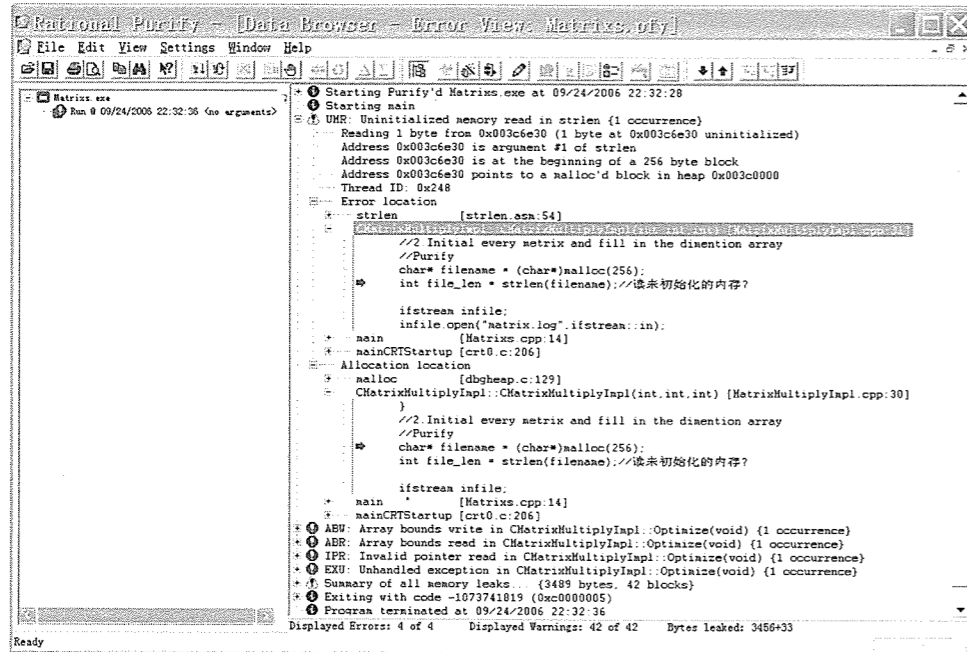 Rational Purify - [Data Browser - Error View: Matrixs.pfy]
File Edit View Settings Window Help
Matrixs.exe
Run @ 09/24/2006 22:32:36 <no arguments>
Starting Purify'd Matrixs.exe at 09/24/2006 22:32:28
Starting main
UMR: Uninitialized memory read in strlen {1 occurrence}
Reading 1 byte from 0x003c6e30 (1 byte at 0x003c6e30 uninitialized)
Address 0x003c6e30 is argument #1 of strlen
Address 0x003c6e30 is at the beginning of a 256 byte block
Address 0x003c6e30 points to a malloc'd block in heap 0x003c0000
Thread ID: 0x248
Error location
strlen [strlen.asm:54]
CMatrixMultiplyImpl::CMatrixMultiplyImpl(int,int,int) [MatrixMultiplyImpl.cpp:31]
//2.Initial every metrix and fill in the dimention array
//Purify
char* filename = (char*)malloc(256);
int file_len = strlen(filename);//读未初始化的内存?
ifstream infile;
infile.open("matrix.log",ifstream::in);
main [Matrixs.cpp:14]
mainCRTStartup [crt0.c:206]
Allocation location
malloc [dbgheap.c:129]
CMatrixMultiplyImpl::CMatrixMultiplyImpl(int,int,int) [MatrixMultiplyImpl.cpp:30]
}
//2.Initial every metrix and fill in the dimention array
//Purify
char* filename = (char*)malloc(256);
int file_len = strlen(filename);//读未初始化的内存?
ifstream infile;
main [Matrixs.cpp:14]
mainCRTStartup [crt0.c:206]
ABW: Array bounds write in CMatrixMultiplyImpl::Optimize(void) {1 occurrence}
ABR: Array bounds read in CMatrixMultiplyImpl::Optimize(void) {1 occurrence}
IPR: Invalid pointer read in CMatrixMultiplyImpl::Optimize(void) {1 occurrence}
EXU: Unhandled exception in CMatrixMultiplyImpl::Optimize(void) {1 occurrence}
Summary of all memory leaks... {3489 bytes, 42 blocks}
Exiting with code -1073741819 (0xc0000005)
Program terminated at 09/24/2006 22:32:36
Displayed Errors: 4 of 4 Displayed Warnings: 42 of 42 Bytes leaked: 3456+33
Ready